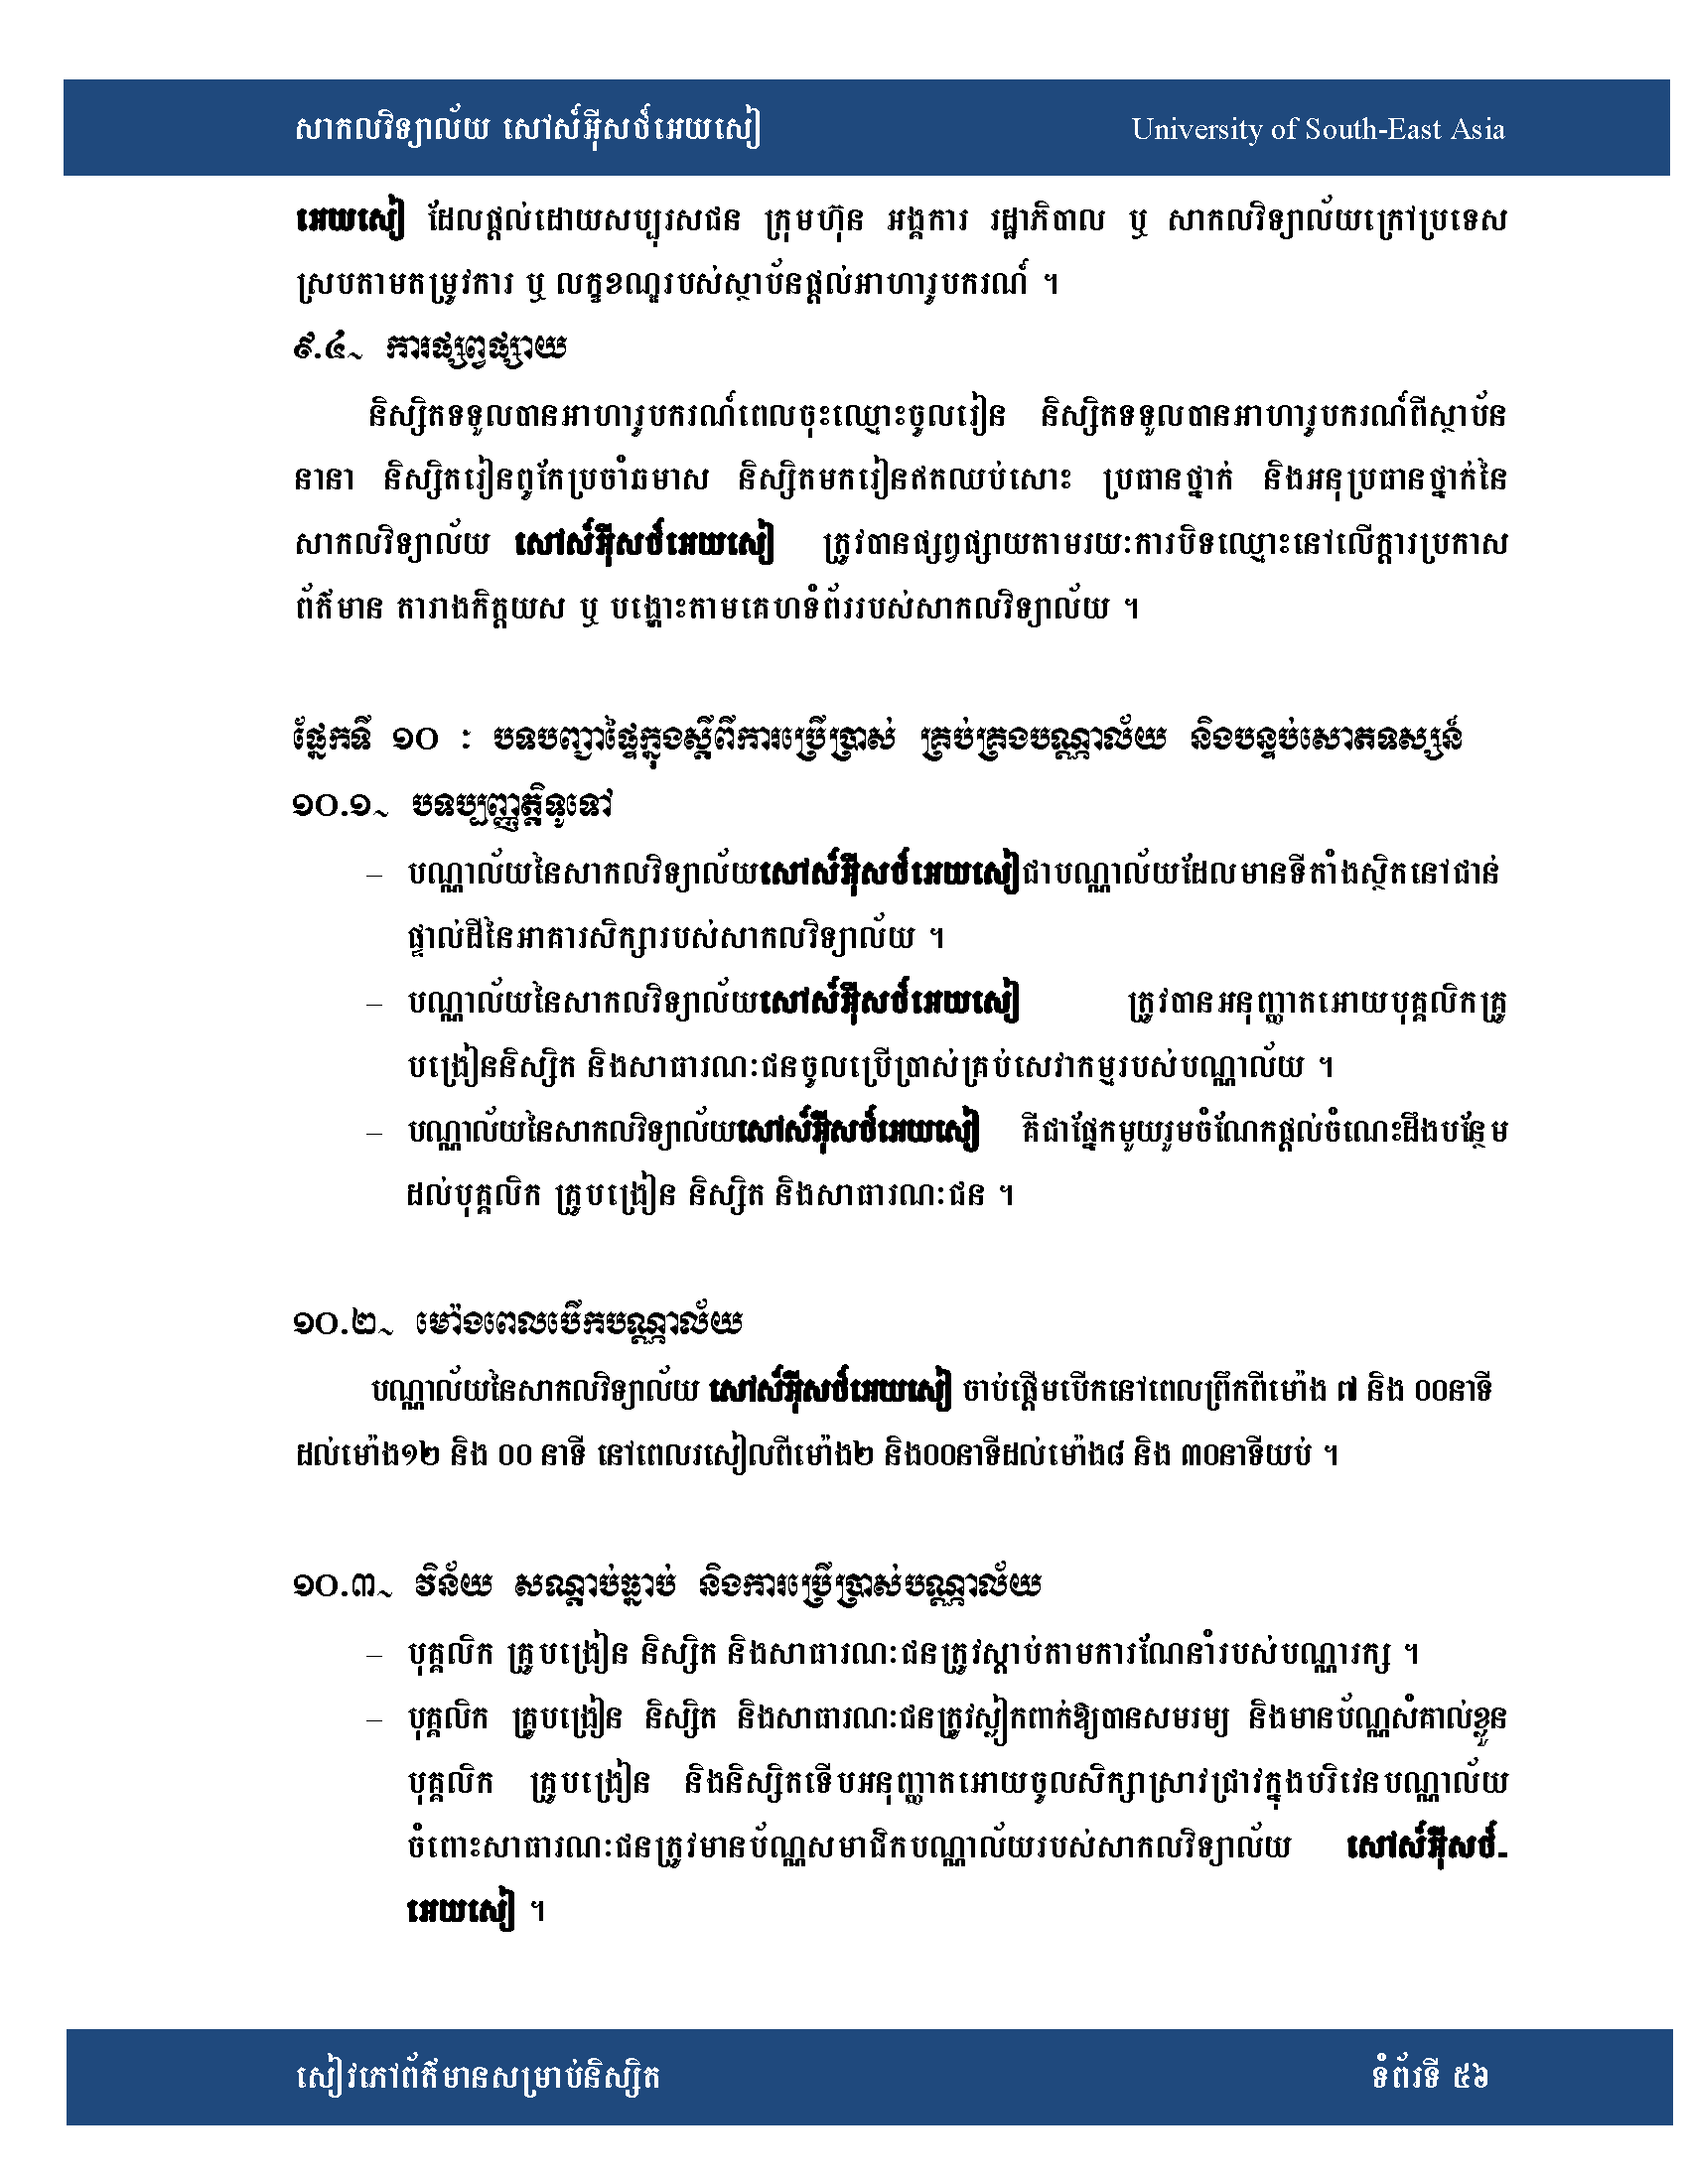 សាកលវិទ្យាល័យ សៅស៍អ៊ីសថ៍អេយសៀ University of South-East Asia
អេយសៀ ដែលផ្តល់ដោយសប្បុរសជន ក្រុមហ៊ុន អង្គការ រដ្ឋាភិបាល ឬ សាកលវិទ្យាល័យក្រៅប្រទេស
ស្របតាមតម្រូវការ ឬ លក្ខខណ្ឌរបស់ស្ថាប័នផ្តល់អាហារូបករណ៍ ។
៩.៤~ ការផ្សព្វផ្សាយ
និស្សិតទទួលបានអាហារូបករណ៍ពេលចុះឈ្មោះចូលរៀន និស្សិតទទួលបានអាហារូបករណ៍ពីស្ថាប័ន
នានា និស្សិតរៀនពូកែប្រចាំឆមាស និស្សិតមករៀនឥតឈប់សោះ ប្រធានថ្នាក់ និងអនុប្រធានថ្នាក់នៃ
សាកលវិទ្យាល័យ សៅស៍អ៊ីសថ៍អេយសៀ ត្រូវបានផ្សព្វផ្សាយតាមរយៈការបិទឈ្មោះនៅលើក្តារប្រកាស
ព័ត៌មាន តារាងកិត្តយស ឬ បង្ហោះតាមគេហទំព័ររបស់សាកលវិទ្យាល័យ ។
ផ្នែកទី ១០ : បទបញ្ជាផ្ទៃក្នុងស្តីពីការប្រើប្រាស់ គ្រប់គ្រងបណ្ណាល័យ និងបន្ទប់សោតទស្សន៍
១០.១~ បទប្បញ្ញត្តិទូទៅ
– បណ្ណាល័យនៃសាកលវិទ្យាល័យសៅស៍អ៊ីសថ៍អេយសៀជាបណ្ណាល័យដែលមានទីតាំងស្ថិតនៅជាន់
ផ្ទាល់ដីនៃអាគារសិក្សារបស់សាកលវិទ្យាល័យ ។
– បណ្ណាល័យនៃសាកលវិទ្យាល័យសៅស៍អ៊ីសថ៍អេយសៀ ត្រូវបានអនុញ្ញាតអោយបុគ្គលិកគ្រូ
បង្រៀននិស្សិត និងសាធារណៈជនចូលប្រើប្រាស់គ្រប់សេវាកម្មរបស់បណ្ណាល័យ ។
– បណ្ណាល័យនៃសាកលវិទ្យាល័យសៅស៍អ៊ីសថ៍អេយសៀ គឺជាផ្នែកមួយរួមចំណែកផ្តល់ចំណេះដឹងបន្ថែម
ដល់បុគ្គលិក គ្រូបង្រៀន និស្សិត និងសាធារណៈជន ។
១០.២~ ម៉ោងពេលបើកបណ្ណាល័យ
បណ្ណាល័យនៃសាកលវិទ្យាល័យ សៅស៍អ៊ីសថ៍អេយសៀ ចាប់ផ្តើមបើកនៅពេលព្រឹកពីម៉ោង ៧ និង ០០នាទី
ដល់ម៉ោង១២ និង ០០ នាទី នៅពេលរសៀលពីម៉ោង២ និង០០នាទីដល់ម៉ោង៨ និង ៣០នាទីយប់ ។
១០.៣~ វិន័យ សណ្តាប់ធ្នាប់ និងការប្រើប្រាស់បណ្ណាល័យ
– បុគ្គលិក គ្រូបង្រៀន និស្សិត និងសាធារណៈជនត្រូវស្តាប់តាមការណែនាំរបស់បណ្ណារក្ស ។
– បុគ្គលិក គ្រូបង្រៀន និស្សិត និងសាធារណៈជនត្រូវស្លៀកពាក់ឱ្យបានសមរម្យ និងមានប័ណ្ណសំគាល់ខ្លួន
បុគ្គលិក គ្រូបង្រៀន និងនិស្សិតទើបអនុញ្ញាតអោយចូលសិក្សាស្រាវជ្រាវក្នុងបរិវេនបណ្ណាល័យ
ចំពោះសាធារណៈជនត្រូវមានប័ណ្ណសមាជិកបណ្ណាល័យរបស់សាកលវិទ្យាល័យ សៅស៍អ៊ីសថ៍-
អេយសៀ ។
សៀវភៅព័ត៌មានសម្រាប់និស្សិត ទំព័រទី ៥៦